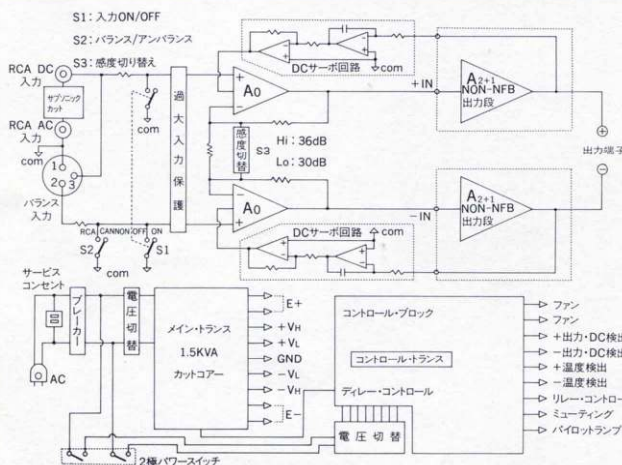 S1：入力ON/OFF
S2：バランス/アンバランス
S3：感度切り替え
RCA DC
入力
サブソニック
カット
RCA AC
入力
com
1
2
3
バランス
入力
com
過大入力保護
RCA
CANNON
OFF
ON
S2
S1
com
DCサーボ回路
com
+
−
+
−
+
A0
−
感度切替
S3
Hi：36dB
Lo：30dB
−
A0
+
DCサーボ回路
com
+
−
+
−
+IN
A2+1
NON-NFB
出力段
−IN
A2+1
NON-NFB
出力段
+
出力端子
−
サービス
コンセント
AC
ブレーカー
電圧切替
メイン・トランス
1.5KVA
カットコアー
E+
+VH
+VL
GND
−VL
−VH
E−
2極パワースイッチ
コントロール・ブロック
コントロール・トランス
ディレー・コントロール
電圧切替
ファン
ファン
+出力・DC検出
−出力・DC検出
+温度検出
−温度検出
リレー・コントロール
ミューティング
パイロットランプ